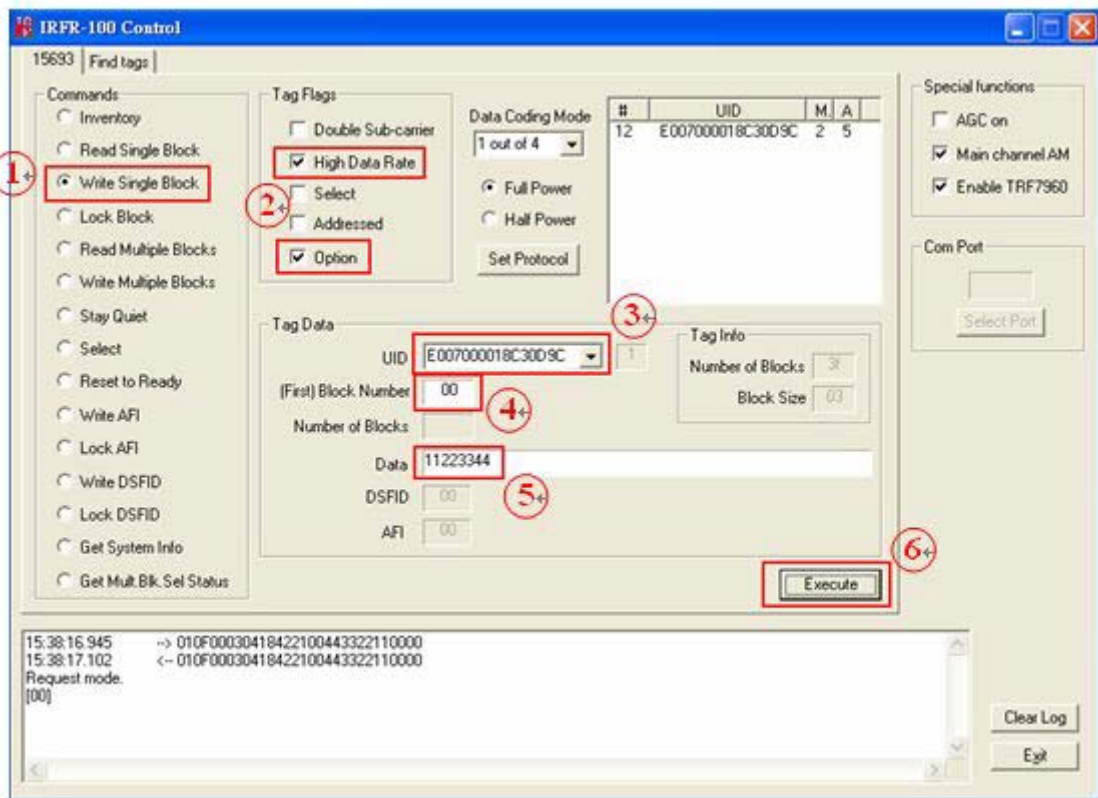 IRFR-100 Control
15693 Find tags
Commands
Inventory
Read Single Block
1
Write Single Block
Lock Block
Read Multiple Blocks
Write Multiple Blocks
Stay Quiet
Select
Reset to Ready
Write AFI
Lock AFI
Write DSFID
Lock DSFID
Get System Info
Get Mult.Blk.Sel Status
Tag Flags
Double Sub-carrier
High Data Rate
2
Select
Addressed
Option
Data Coding Mode
1 out of 4
Full Power
Half Power
Set Protocol
# UID M. A
12 E007000018C30D9C 2 5
Special functions
AGC on
Main channel AM
Enable TRF7960
Com Port
Select Port
Tag Data
3
UID E007000018C30D9C 1
(First) Block Number 00
4
Number of Blocks
Data 11223344
5
DSFID 00
AFI 00
Tag Info
Number of Blocks 3f
Block Size 03
6
Execute
15:38:16.945 --> 010F000304184221004433221100000
15:38:17.102 <-- 010F000304184221004433221100000
Request mode.
[00]
Clear Log
Exit